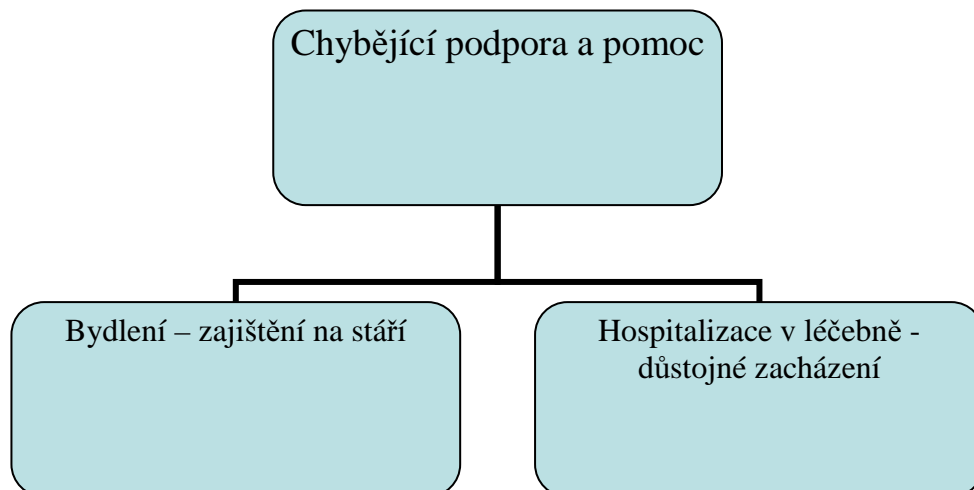 Chybějící podpora a pomoc
Bydlení – zajištění na stáří
Hospitalizace v léčebně -
důstojné zacházení